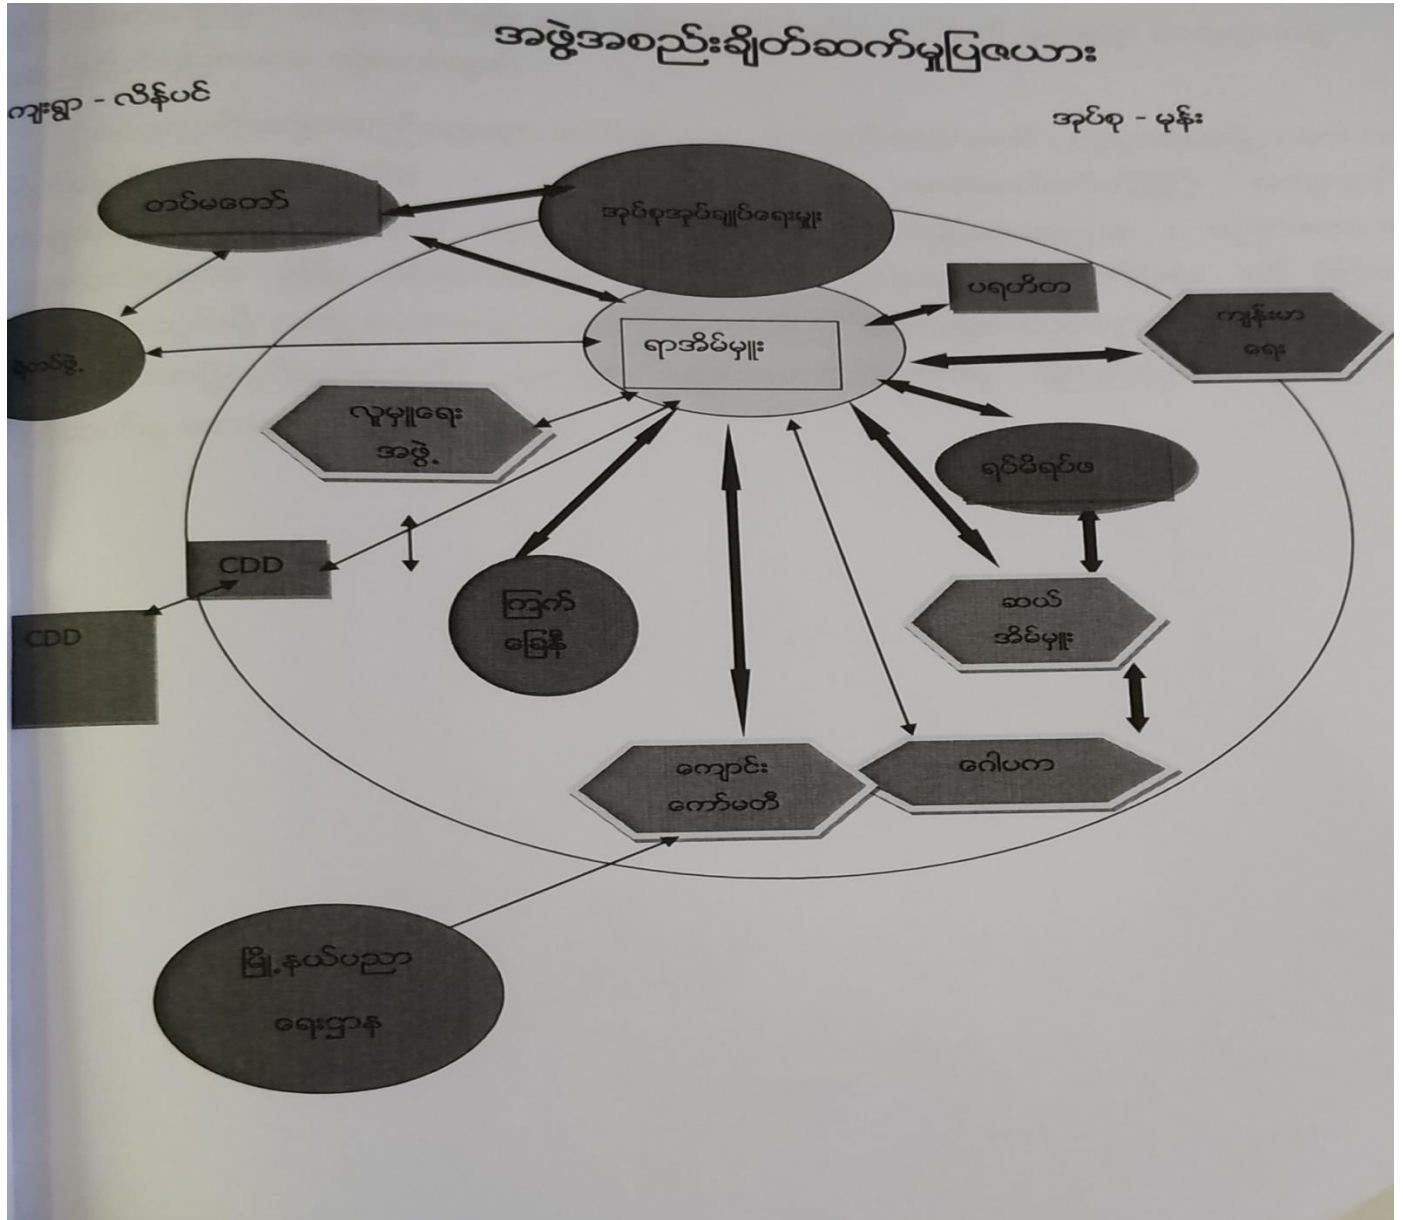 အဖွဲ့အစည်းချိတ်ဆက်မှုပြဇယား
ကျးရွာ - လိန်ပင်
အုပ်စု - မုန်း
တပ်မတော်
အုပ်စုအုပ်ချုပ်ရေးမှူး
ပရဟိတ
ကျန်းမာ
ရေး
ရာအိမ်မှူး
လူမှူရေး
အဖွဲ့
ရပ်မိရပ်ဖ
CDD
ကြက်
ခြေနီ
ဆယ်
အိမ်မှူး
CDD
ကျောင်း
ကော်မတီ
ဂေါပက
မြို့နယ်ပညာ
ရေးဌာန